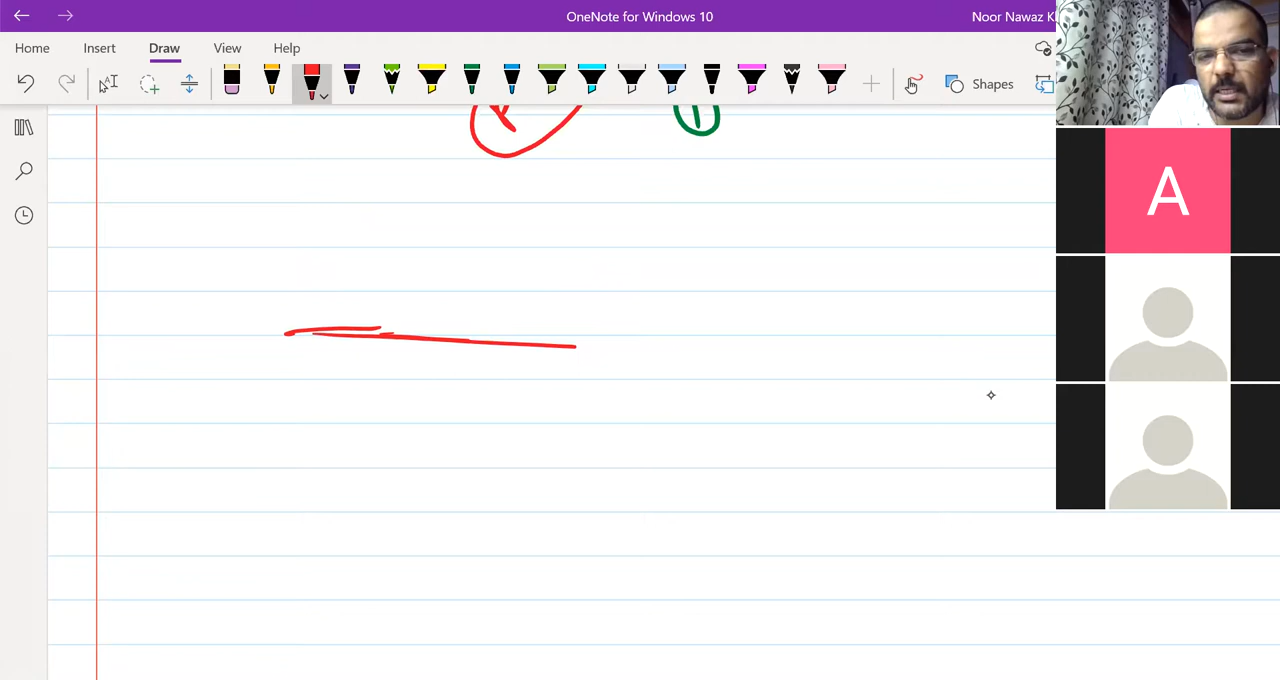 OneNote for Windows 10
Noor Nawaz
Home Insert Draw View Help
Shapes
A